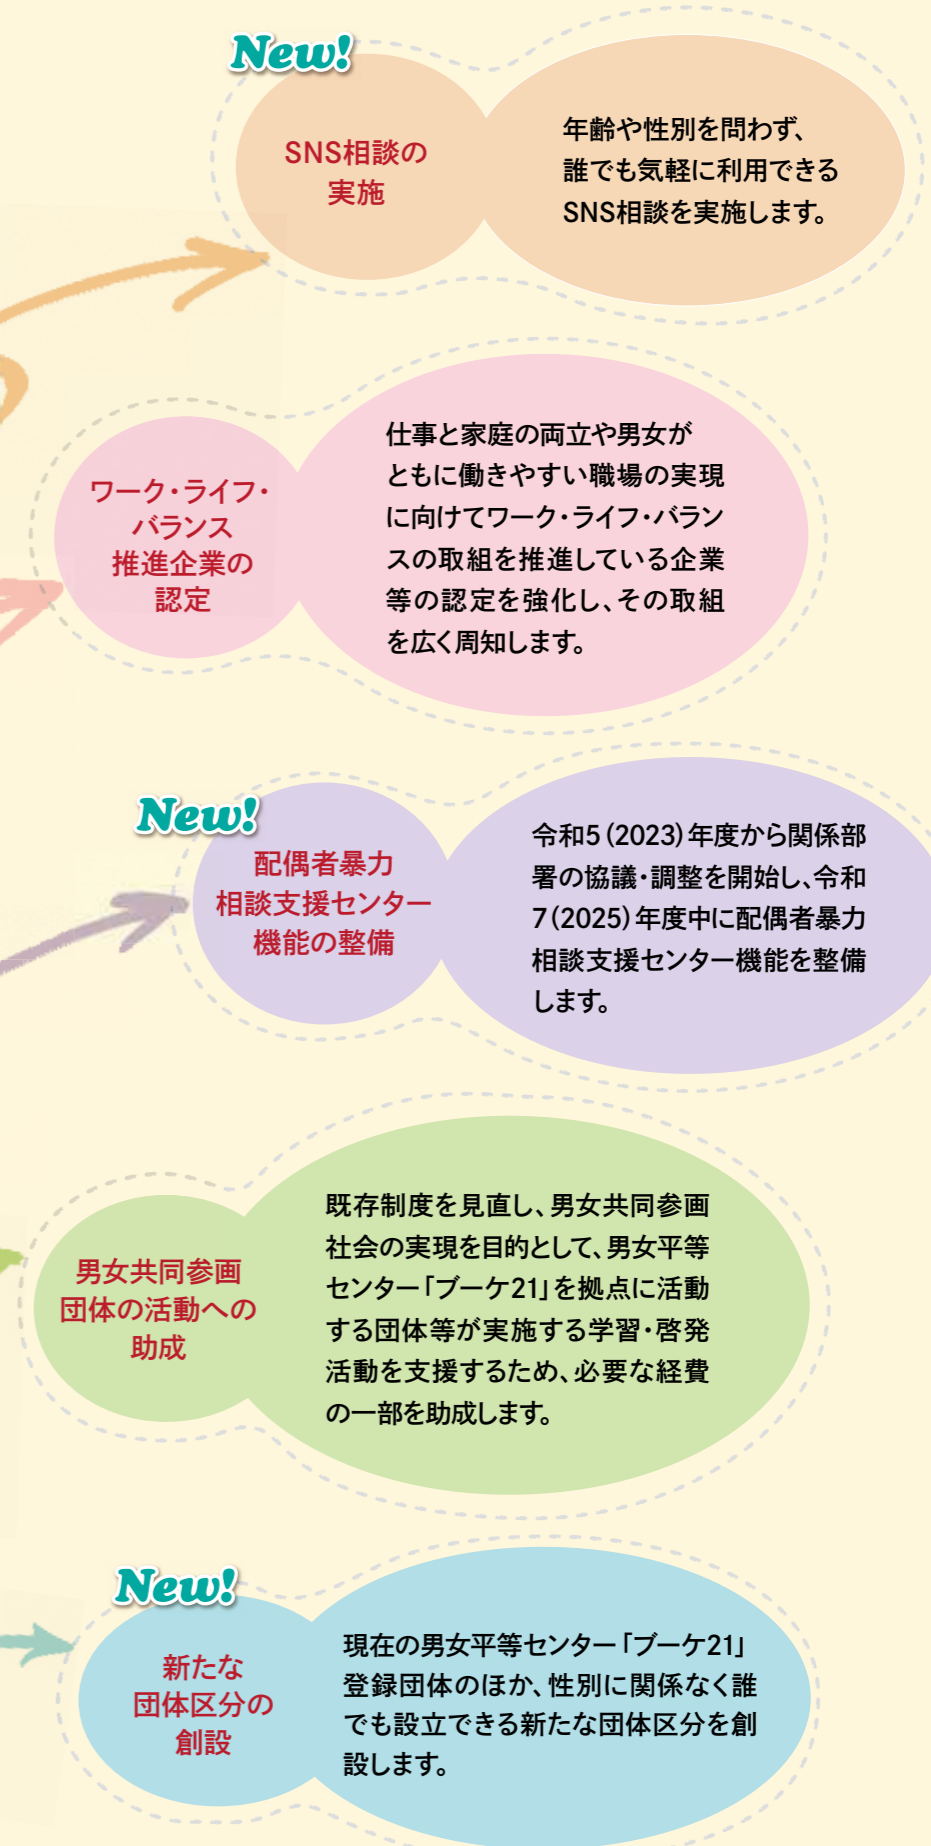 New!
SNS相談の
実施
年齢や性別を問わず、
誰でも気軽に利用できる
SNS相談を実施します。
ワーク・ライフ・
バランス
推進企業の
認定
仕事と家庭の両立や男女が
ともに働きやすい職場の実現
に向けてワーク・ライフ・バラン
スの取組を推進している企業
等の認定を強化し、その取組
を広く周知します。
New!
配偶者暴力
相談支援センター
機能の整備
令和5(2023)年度から関係部
署の協議・調整を開始し、令和
7(2025)年度中に配偶者暴力
相談支援センター機能を整備
します。
男女共同参画
団体の活動への
助成
既存制度を見直し、男女共同参画
社会の実現を目的として、男女平等
センター「ブーケ21」を拠点に活動
する団体等が実施する学習・啓発
活動を支援するため、必要な経費
の一部を助成します。
New!
新たな
団体区分の
創設
現在の男女平等センター「ブーケ21」
登録団体のほか、性別に関係なく誰
でも設立できる新たな団体区分を創
設します。